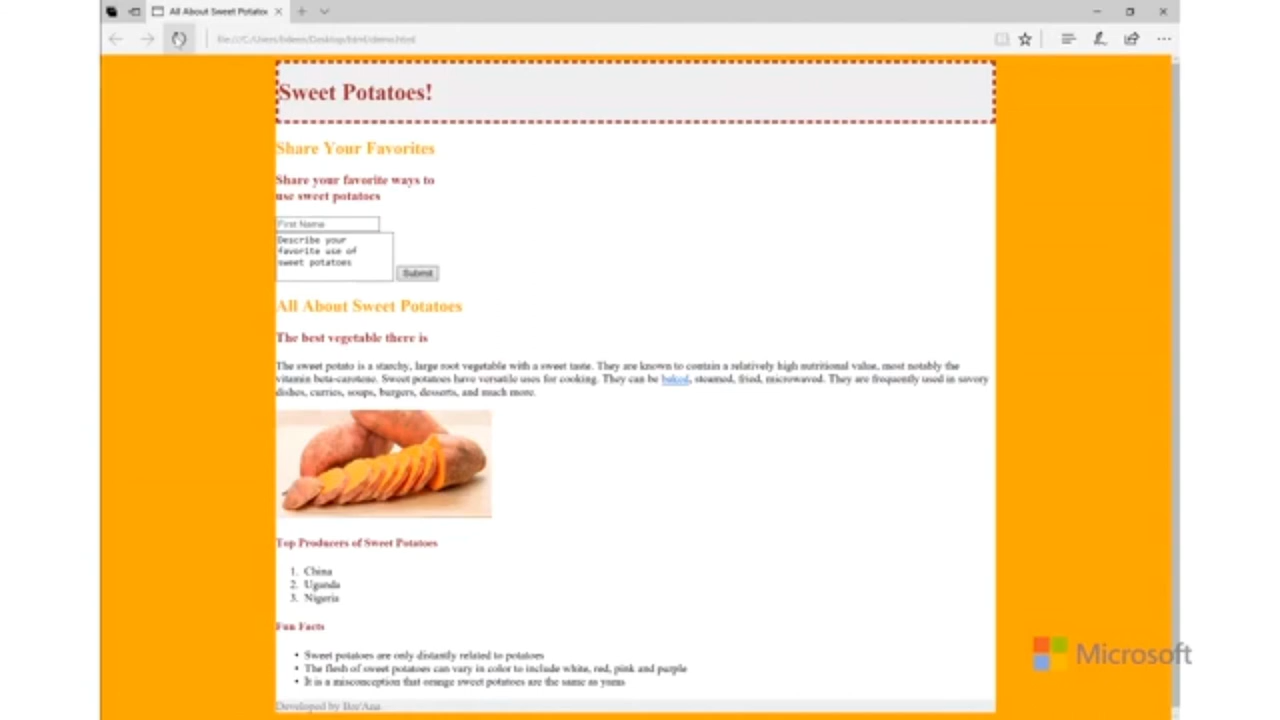 All About Sweet Potatoe
Sweet Potatoes!
Share Your Favorites
Share your favorite ways to
use sweet potatoes
First Name
Describe your
favorite use of
sweet potatoes
Submit
All About Sweet Potatoes
The best vegetable there is
The sweet potato is a starchy, large root vegetable with a sweet taste. They are known to contain a relatively high nutritional value, most notably the
vitamin beta-carotene. Sweet potatoes have versatile uses for cooking. They can be baked, steamed, fried, microwaved. They are frequently used in savory
dishes, curries, soups, burgers, desserts, and much more.
Top Producers of Sweet Potatoes
1. China
2. Uganda
3. Nigeria
Fun Facts
• Sweet potatoes are only distantly related to potatoes
• The flesh of sweet potatoes can vary in color to include white, red, pink and purple
• It is a misconception that orange sweet potatoes are the same as yams
Microsoft
Developed by Bre'Ana